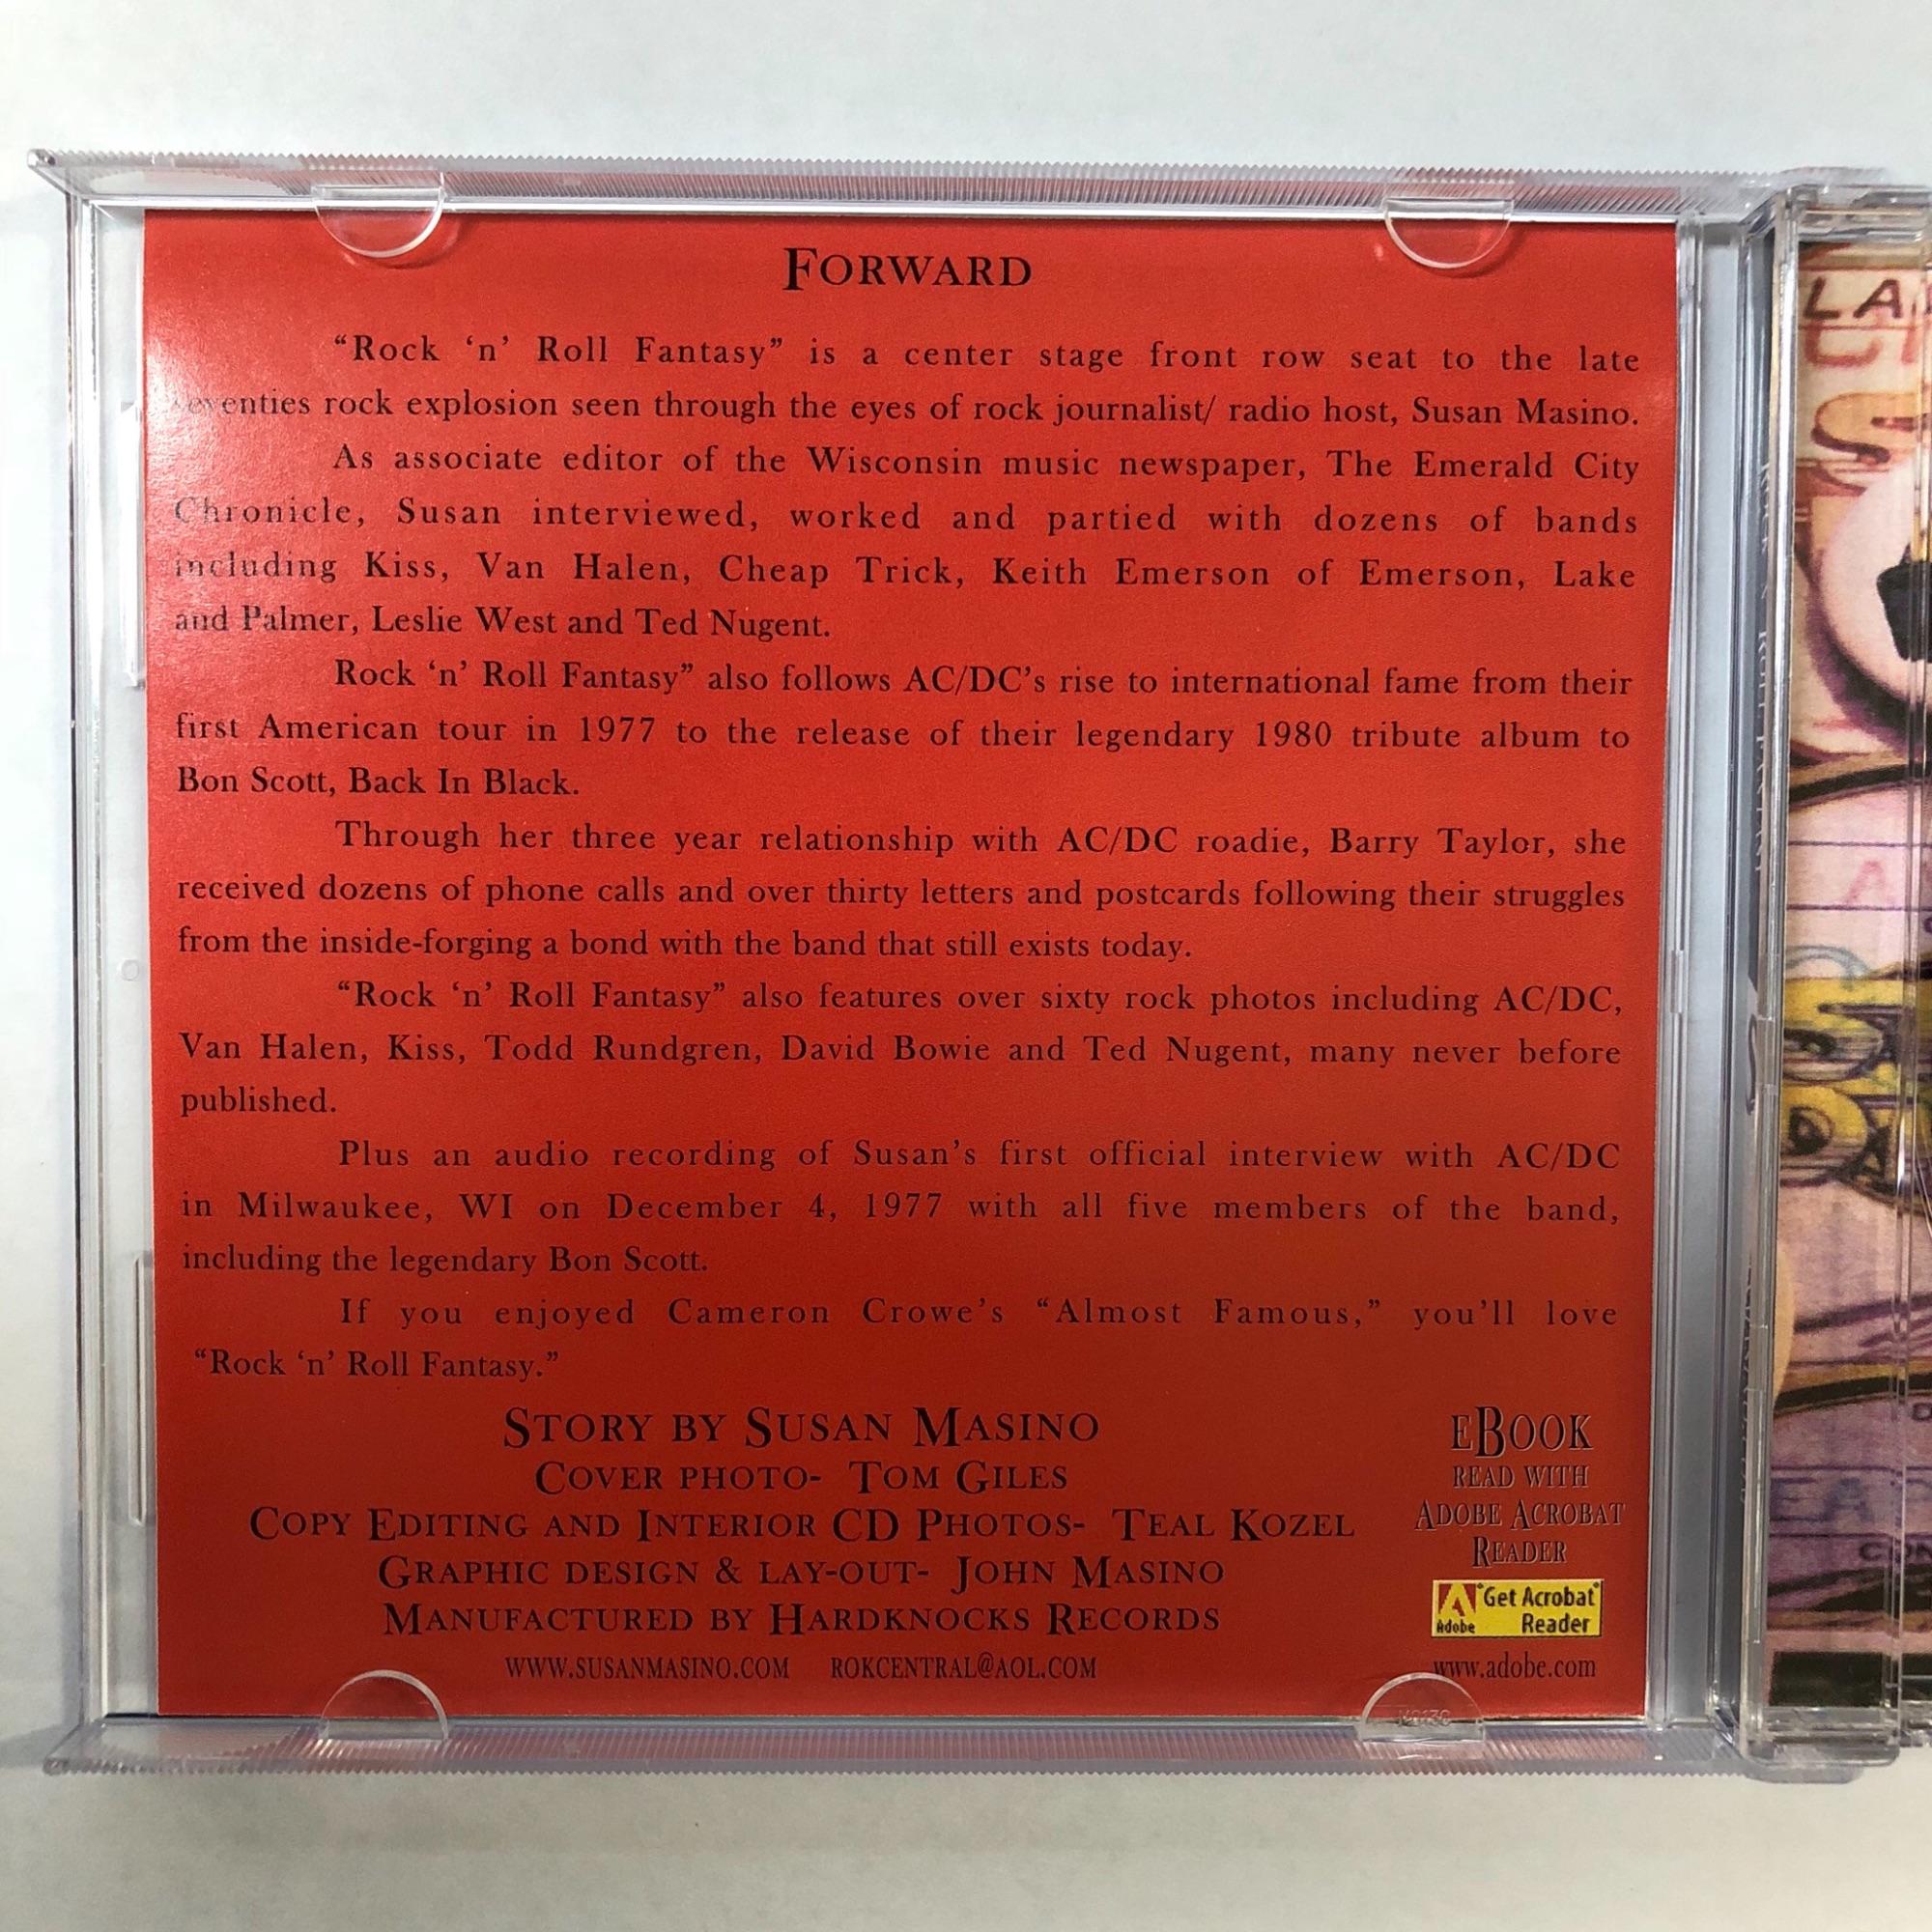 FORWARD
“Rock ‘n’ Roll Fantasy” is a center stage front row seat to the late
seventies rock explosion seen through the eyes of rock journalist/ radio host, Susan Masino.
As associate editor of the Wisconsin music newspaper, The Emerald City
Chronicle, Susan interviewed, worked and partied with dozens of bands
including Kiss, Van Halen, Cheap Trick, Keith Emerson of Emerson, Lake
and Palmer, Leslie West and Ted Nugent.
Rock ‘n’ Roll Fantasy” also follows AC/DC’s rise to international fame from their
first American tour in 1977 to the release of their legendary 1980 tribute album to
Bon Scott, Back In Black.
Through her three year relationship with AC/DC roadie, Barry Taylor, she
received dozens of phone calls and over thirty letters and postcards following their struggles
from the inside-forging a bond with the band that still exists today.
“Rock ‘n’ Roll Fantasy” also features over sixty rock photos including AC/DC,
Van Halen, Kiss, Todd Rundgren, David Bowie and Ted Nugent, many never before
published.
Plus an audio recording of Susan’s first official interview with AC/DC
in Milwaukee, WI on December 4, 1977 with all five members of the band,
including the legendary Bon Scott.
If you enjoyed Cameron Crowe’s “Almost Famous,” you’ll love
“Rock ‘n’ Roll Fantasy.”
STORY BY SUSAN MASINO
COVER PHOTO- TOM GILES
COPY EDITING AND INTERIOR CD PHOTOS- TEAL KOZEL
GRAPHIC DESIGN & LAY-OUT- JOHN MASINO
MANUFACTURED BY HARDKNOCKS RECORDS
WWW.SUSANMASINO.COM ROKCENTRAL@AOL.COM
EBOOK
READ WITH
ADOBE ACROBAT
READER
Adobe
Get Acrobat
Reader
www.adobe.com